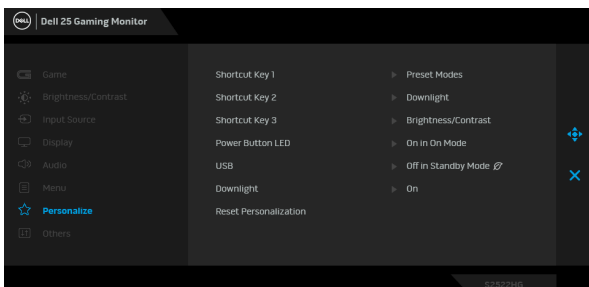 DELL Dell 25 Gaming Monitor
Game
Brightness/Contrast
Input Source
Display
Audio
Menu
Personalize
Others
Shortcut Key 1 Preset Modes
Shortcut Key 2 Downlight
Shortcut Key 3 Brightness/Contrast
Power Button LED On in On Mode
USB Off in Standby Mode
Downlight On
Reset Personalization
S2522HG